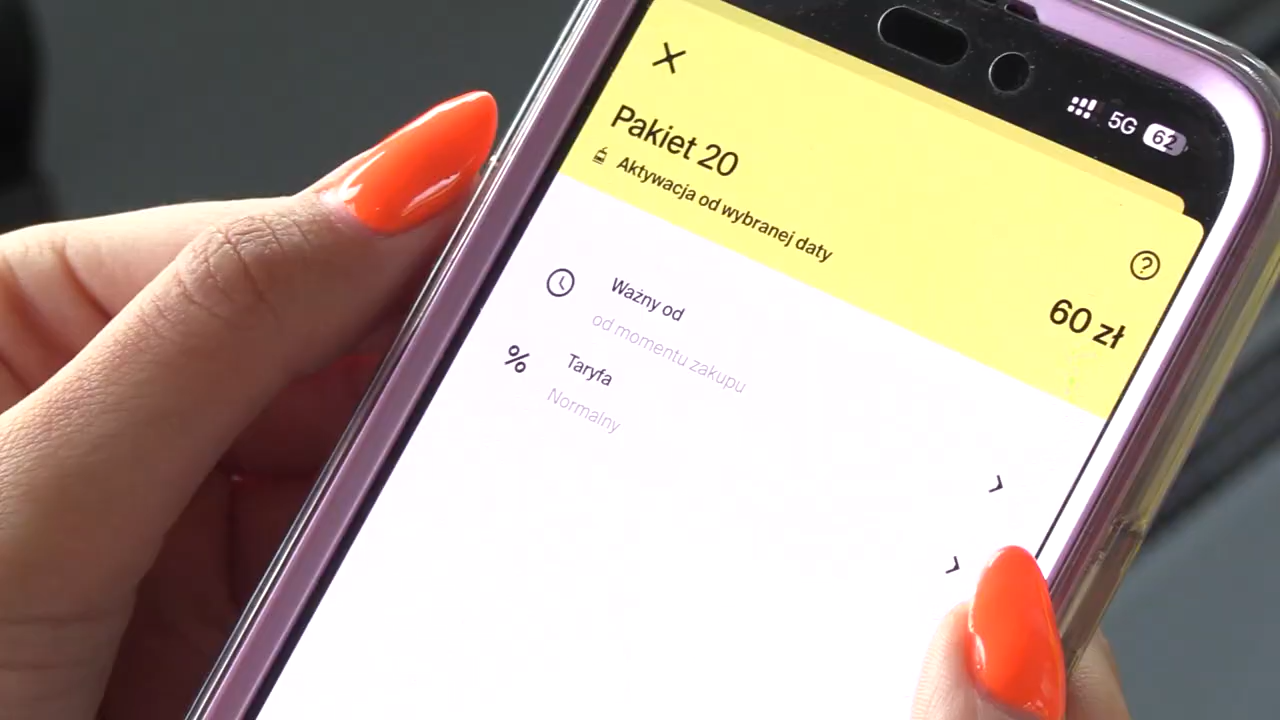 5G 62
Pakiet 20
Aktywacja od wybranej daty
60 zł
Ważny od
od momentu zakupu
Taryfa
Normalny